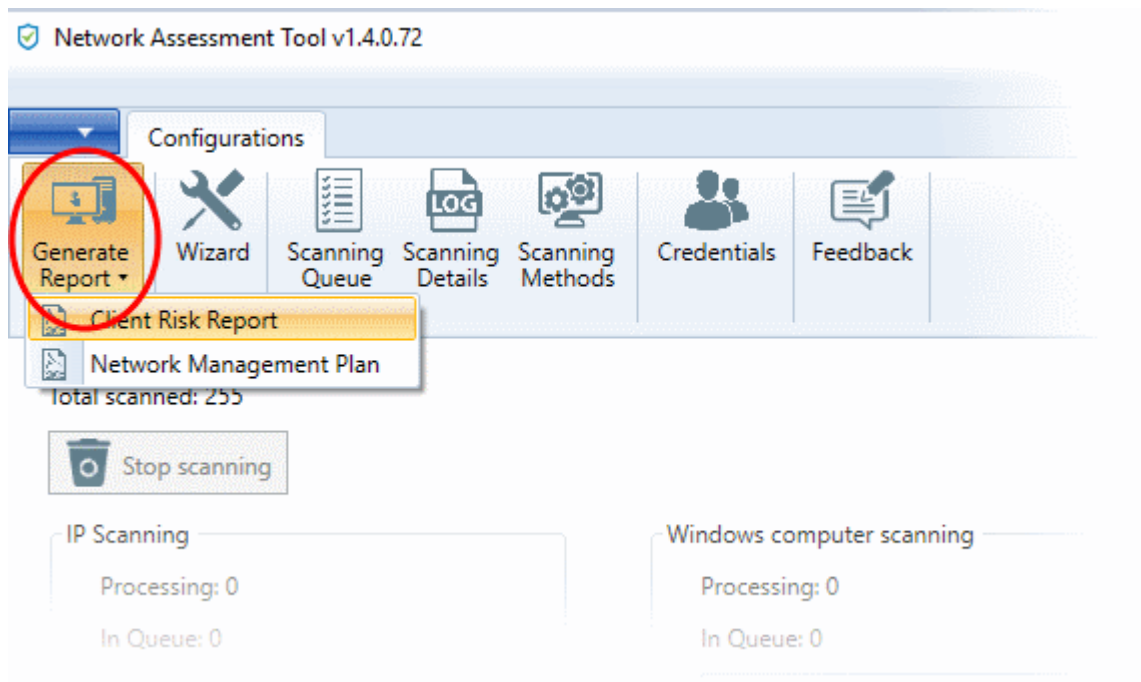 Network Assessment Tool v1.4.0.72
Configurations
Generate
Report
Wizard
Scanning
Queue
LOG
Scanning
Details
Scanning
Methods
Credentials
Feedback
Client Risk Report
Network Management Plan
Total scanned: 255
Stop scanning
IP Scanning
Processing: 0
In Queue: 0
Windows computer scanning
Processing: 0
In Queue: 0